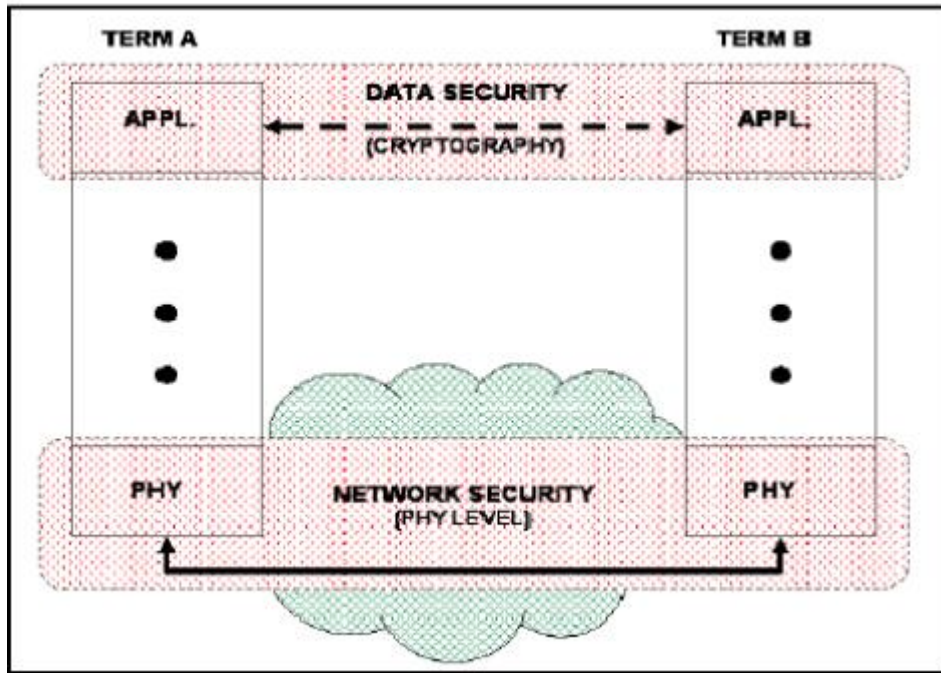 TERM A
TERM B
DATA SECURITY
APPL.
APPL.
(CRYPTOGRAPHY)
PHY
NETWORK SECURITY
PHY
(PHY LEVEL)